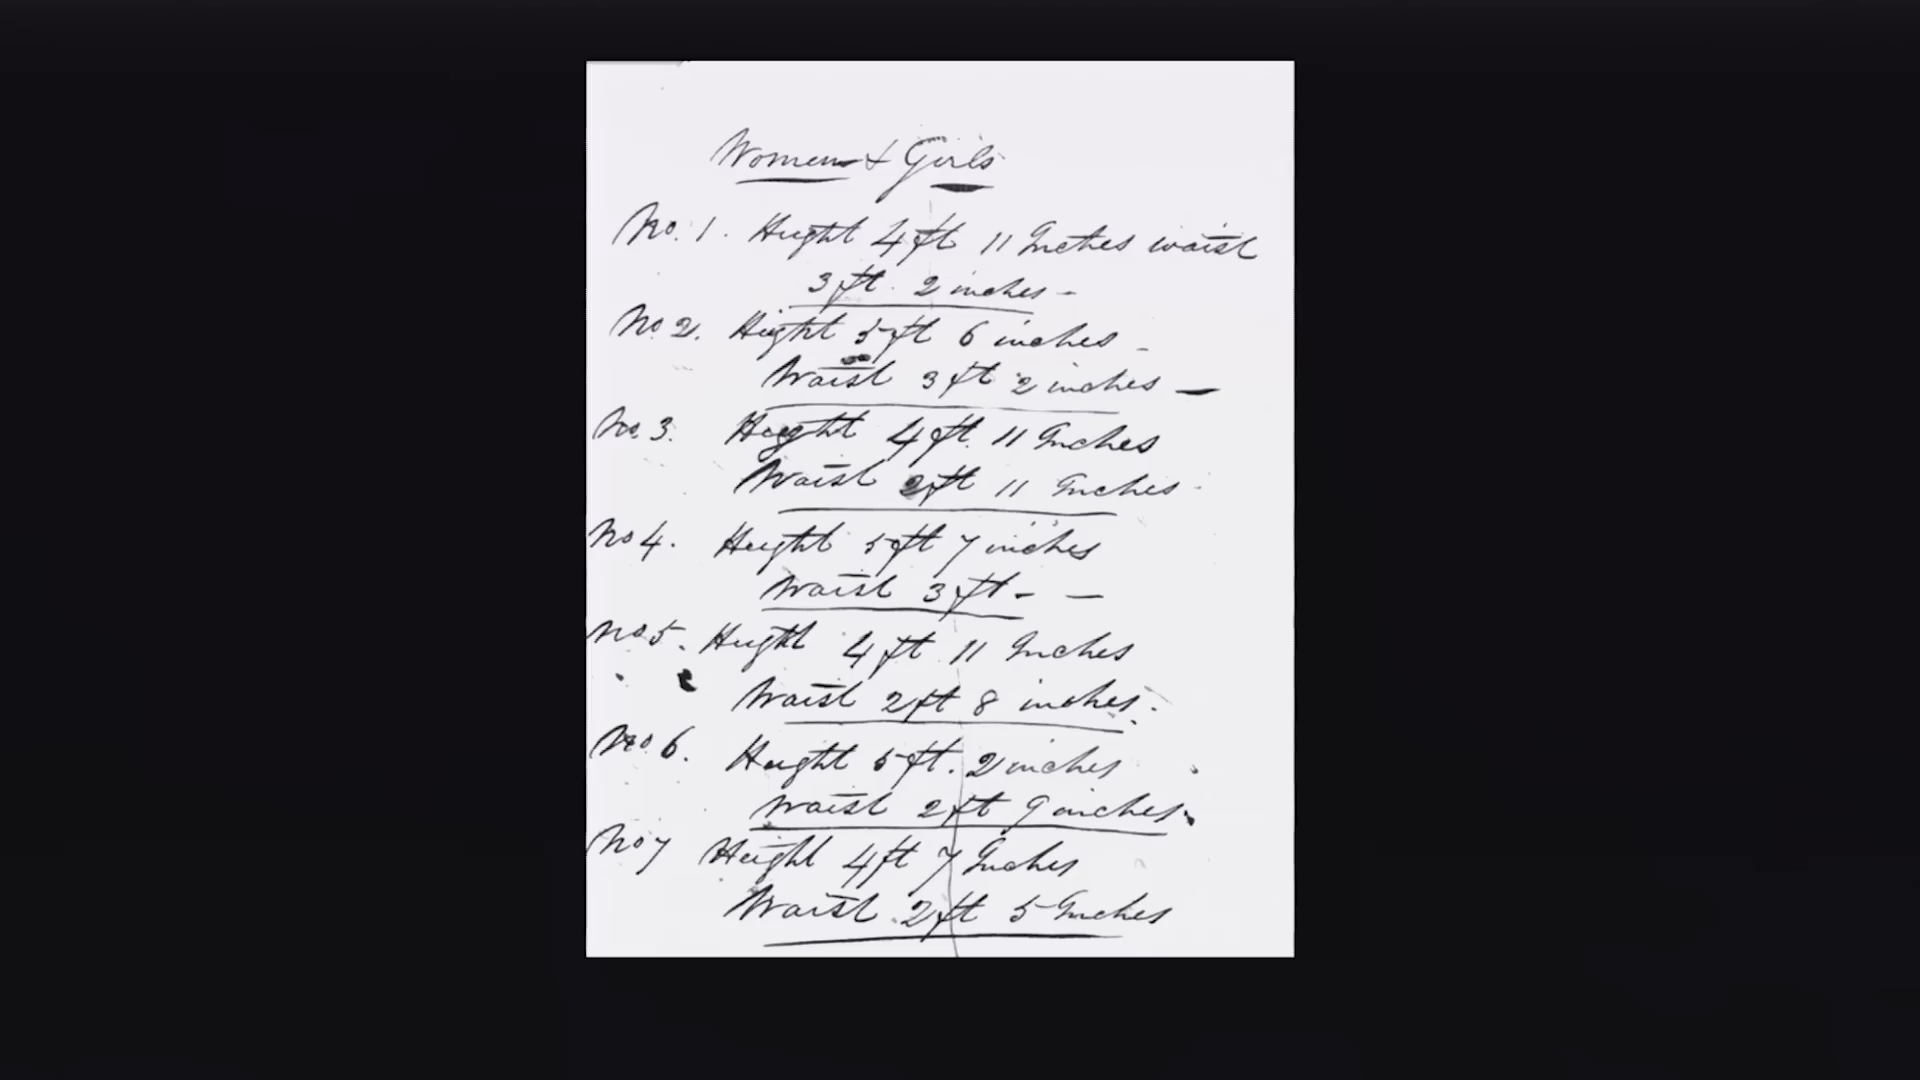 Women & Girls
No. 1. Height 4 ft 11 Inches waist
3 ft. 2 inches -
No. 2. Hight 5 ft 6 inches -
Waist 3 ft 2 inches —
No. 3. Height 4 ft. 11 Inches
Waist 2 ft 11 Inches -
No 4. Height 5 ft 7 inches
Waist 3 ft - —
No 5. Height 4 ft 11 Inches
Waist 2 ft 8 inches.
No. 6. Height 5 ft. 2 inches
Waist 2 ft 9 inches.
No 7 Height 4 ft 7 Inches
Waist 2 ft 5 Inches